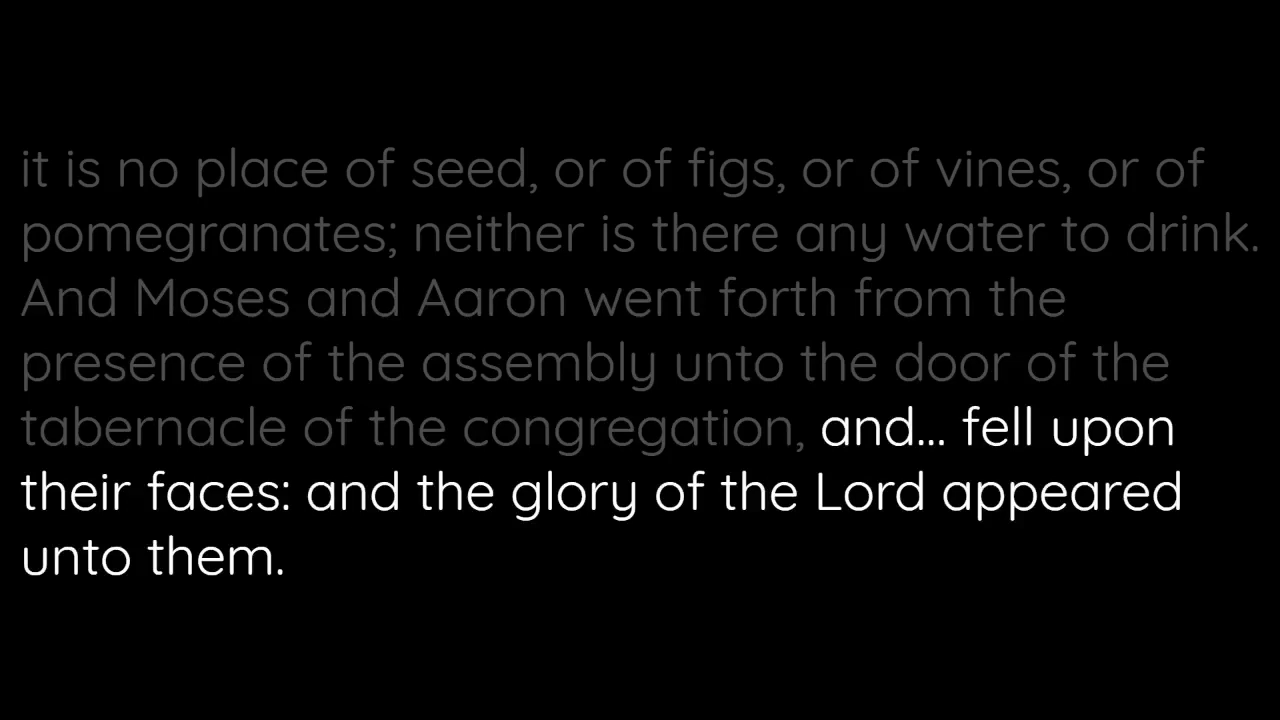 it is no place of seed, or of figs, or of vines, or of
pomegranates; neither is there any water to drink.
And Moses and Aaron went forth from the
presence of the assembly unto the door of the
tabernacle of the congregation, and... fell upon
their faces: and the glory of the Lord appeared
unto them.